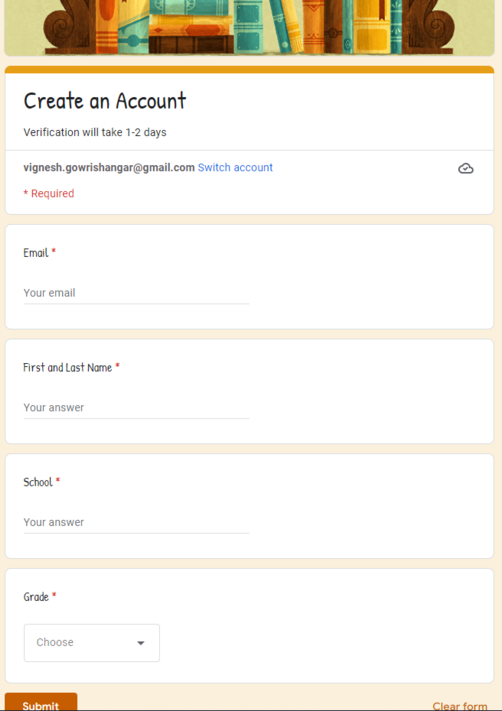 Create an Account
Verification will take 1-2 days
vignesh.gowrishangar@gmail.com Switch account
* Required
Email *
Your email
First and Last Name *
Your answer
School *
Your answer
Grade *
Choose
Submit
Clear form